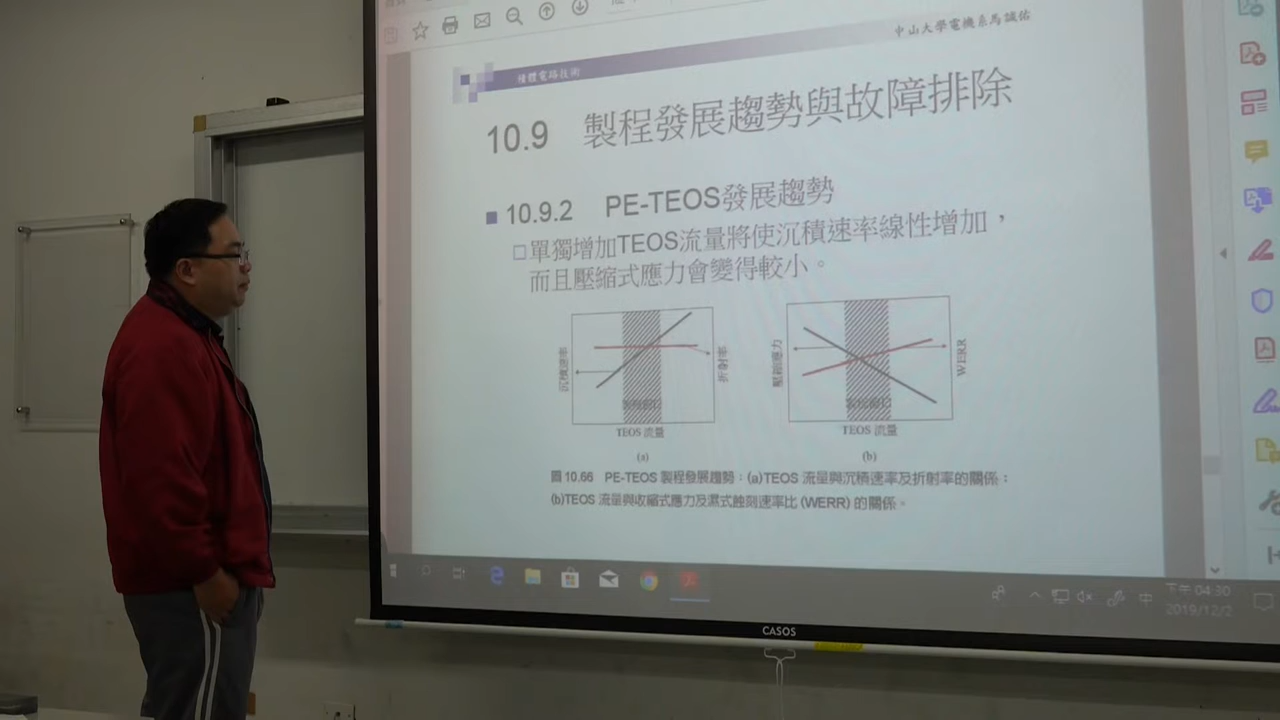 中山大學電機系馬誠佑
積體電路技術
10.9 製程發展趨勢與故障排除
10.9.2 PE-TEOS發展趨勢
單獨增加TEOS流量將使沉積速率線性增加，
而且壓縮式應力會變得較小。
沉積速率
折射率
壓縮應力
WERR
TEOS 流量
TEOS 流量
(a)
(b)
圖 10.66 PE-TEOS 製程發展趨勢：(a)TEOS 流量與沉積速率及折射率的關係；
(b)TEOS 流量與收縮式應力及濕式蝕刻速率比 (WERR) 的關係。
中
下午 04:30
2019/12/2
CASOS